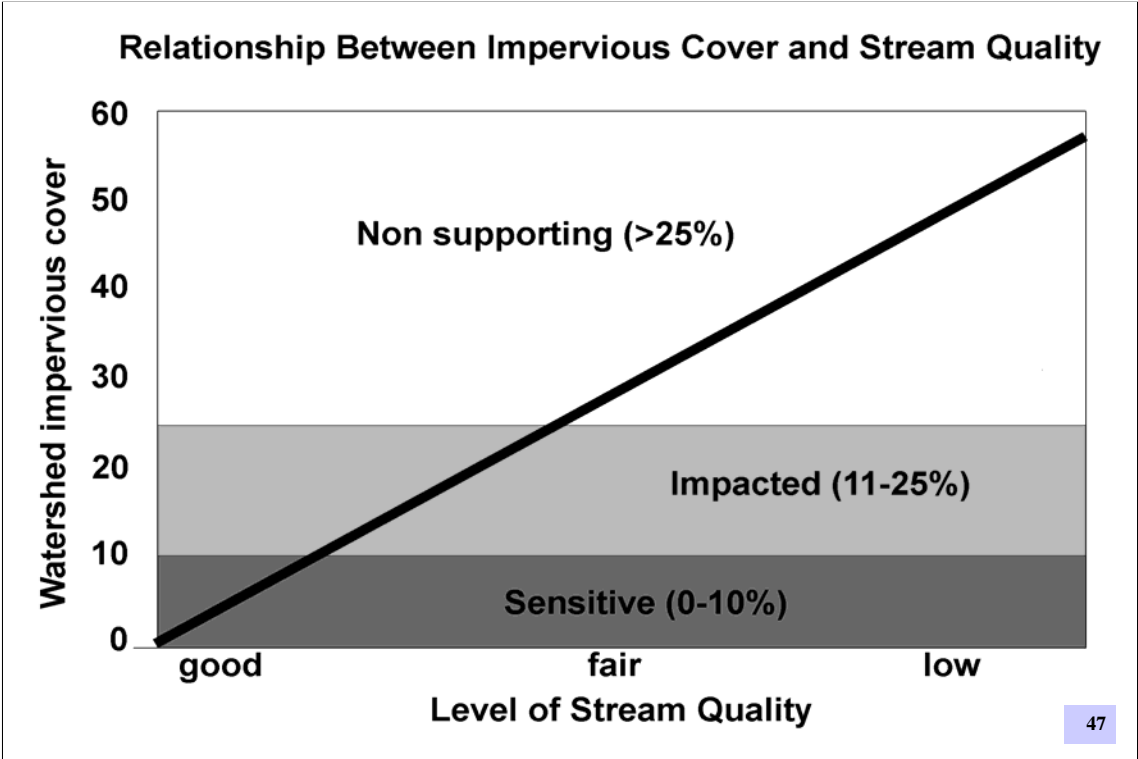 Relationship Between Impervious Cover and Stream Quality
Watershed impervious cover
60
50
40
30
20
10
0
Non supporting (>25%)
Impacted (11-25%)
Sensitive (0-10%)
good fair low
Level of Stream Quality
47